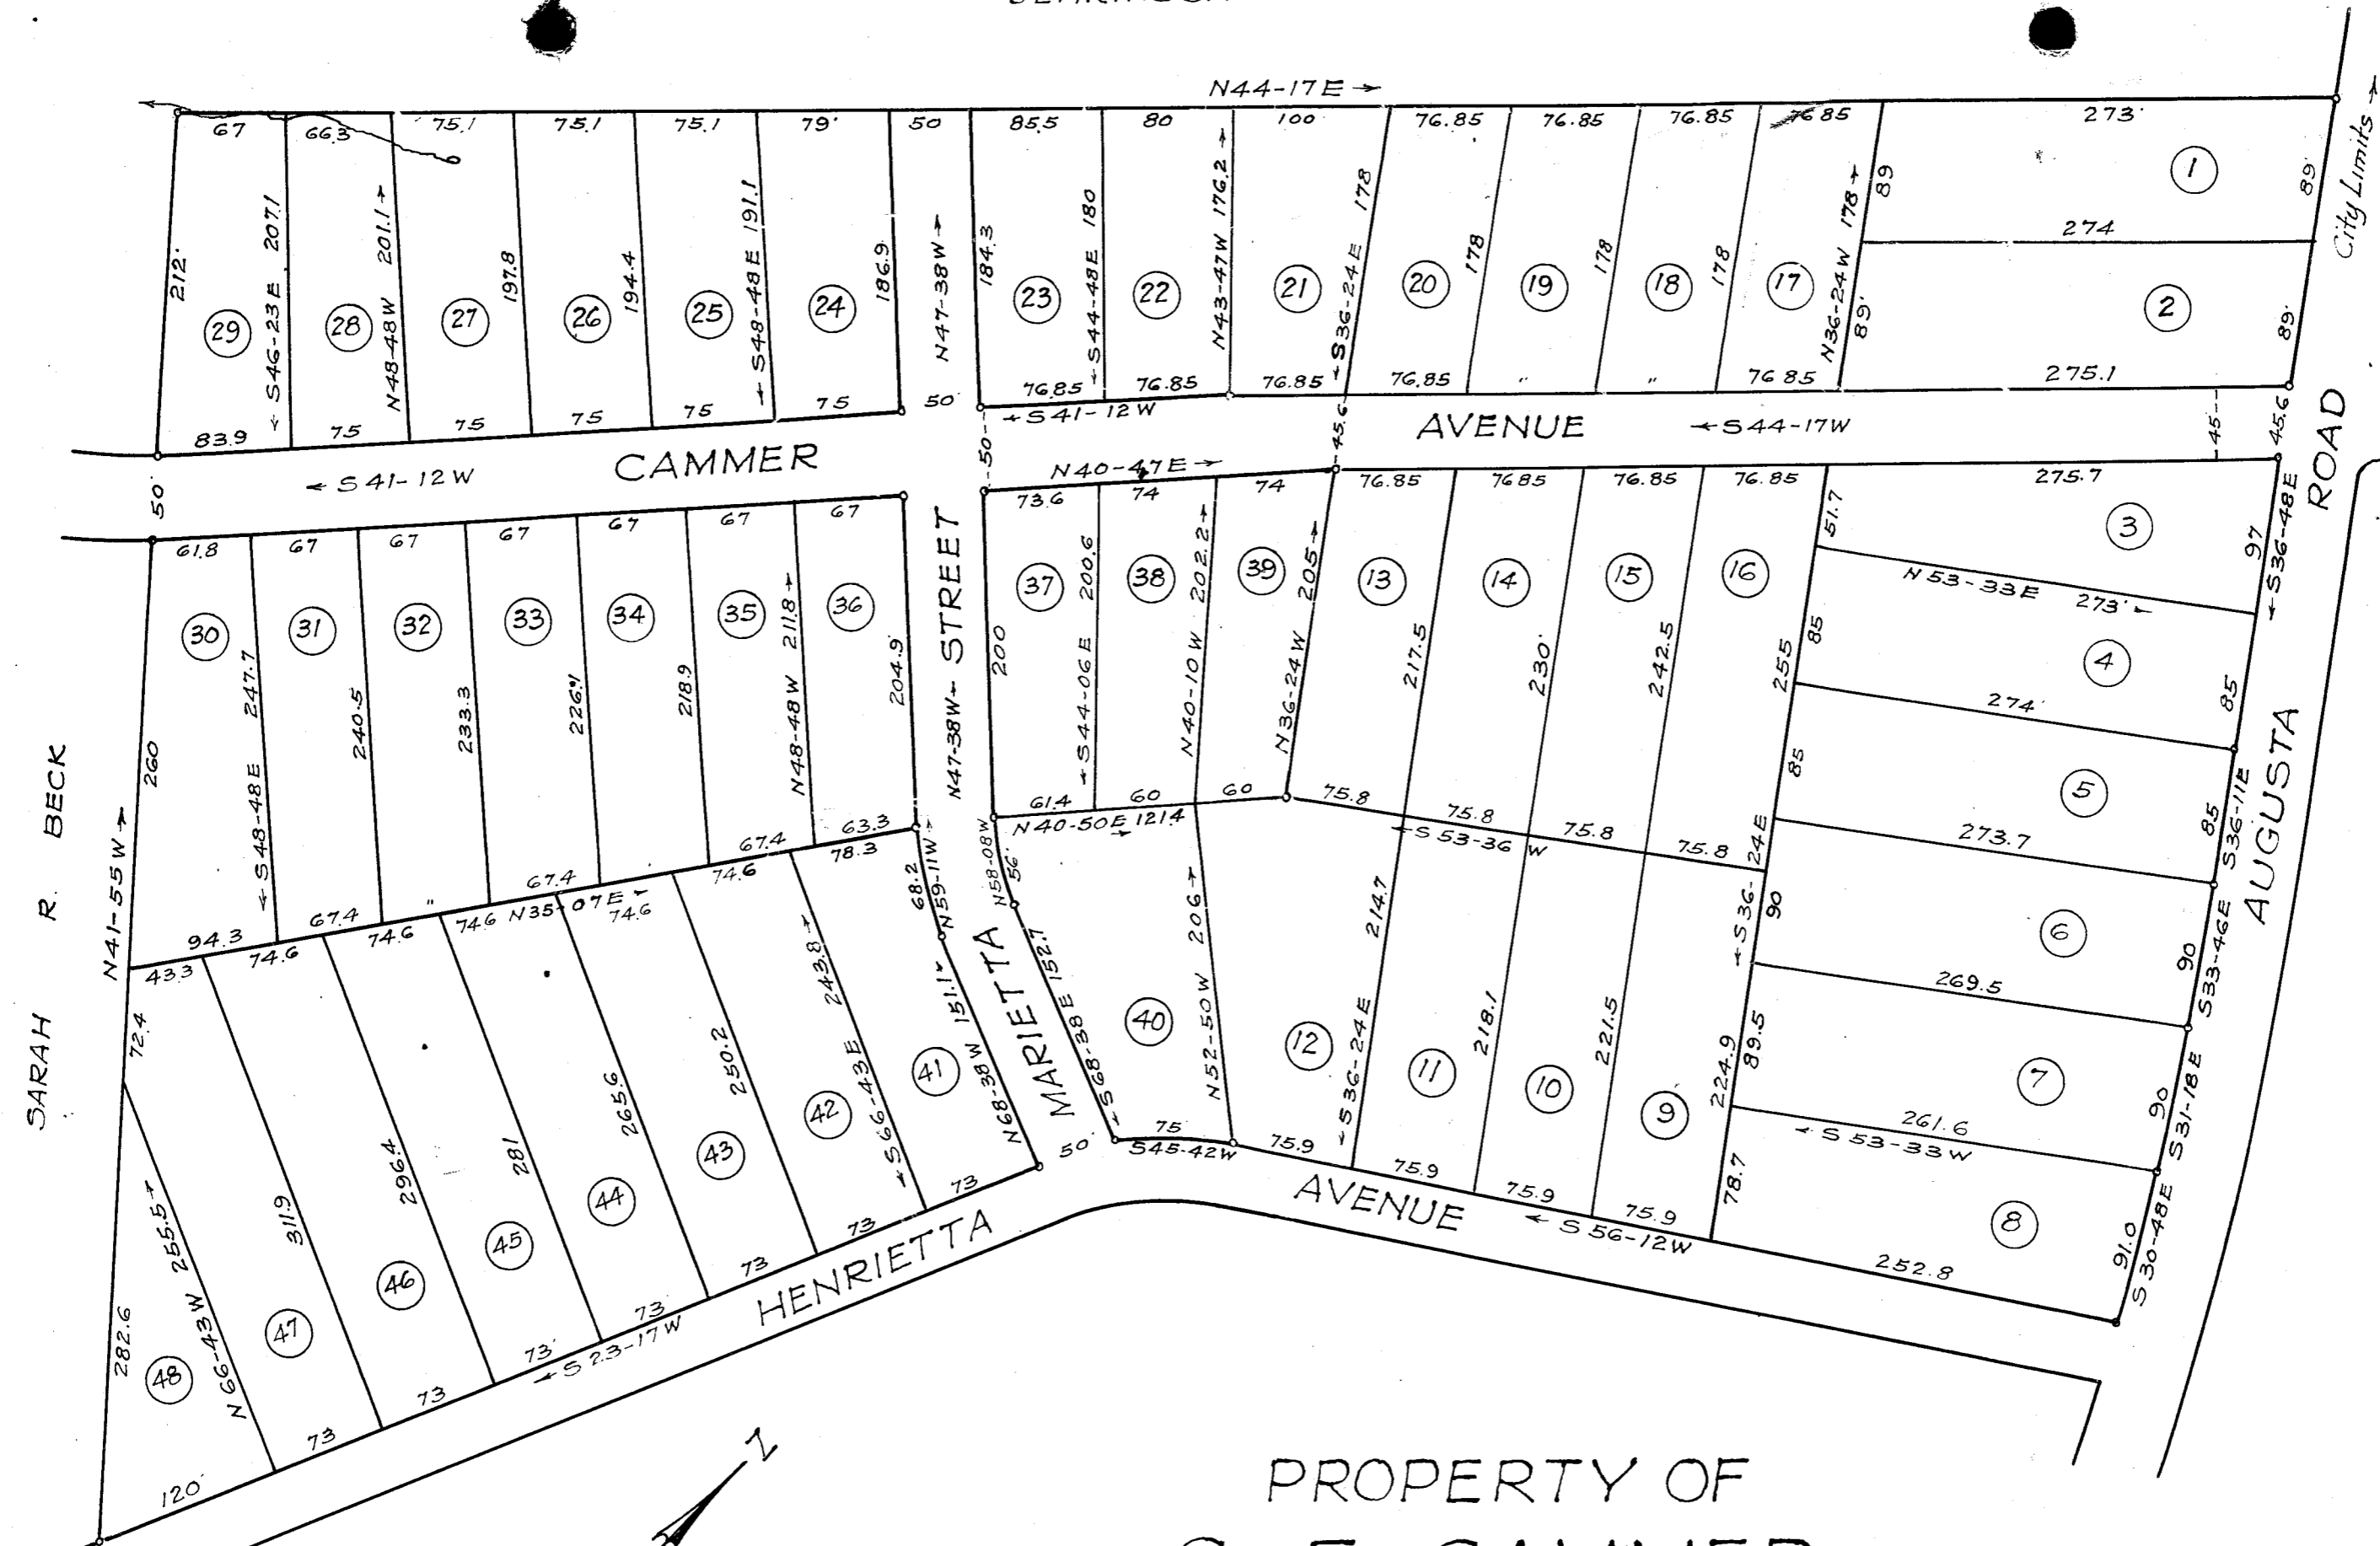 N44-17E →
67 66.3 75.1 75.1 75.1 79' 50 85.5 80 100 76.85 76.85 76.85 76 85 273'
City Limits →
212' 29 ← S46-23E 207.1 28 N48-48W 201.1 → 27 197.8 26 194.4 25 ← S48-48E 191.1 24 186.9
N47-38W →
184.3 23 ← S44-48E 180 22 N43-47W 176.2 → 21 ← S36-24E 178 20 178 19 178 18 178 17 N36-24W 178 →
89 1 89'
274
89' 2 89'
83.9 75 75 75 75 75 50' 76.85 76.85 76.85 76.85 " " 76 85 275.1
← S41-12W
← S41-12W CAMMER AVENUE ← S44-17W
50' 50 45.6 45 45.6
N40-47E →
61.8 67 67 67 67 67 67 73.6 74 74 76.85 7685 76.85 76.85 275.7
ROAD
SARAH R. BECK
N41-55W →
260 30 ← S48-48E 247.7 31 240.5 32 233.3 33 226.1 34 218.9 35 N48-48W 211.8 → 36 204.9'
N47-38W STREET
200 37 ← S44-06E 200.6 38 N40-10W 202.2 → 39 N36-24W 205 → 13 217.5 14 230' 15 242.5 16 255
51.7 3 97 ← S36-48E
N53-33E 273'
85 4 85
274'
85 5 85 S36-11E
273.7
AUGUSTA
61.4 60 60 75.8 75.8 75.8 75.8
N40-50E 121.4
← S53-36 W
← S36-24E
90 6 90 S33-46E
269.5
94.3 67.4 " 67.4 67.4 63.3
43.3 74.6 74.6 74.6 N35-07E 74.6 74.6 78.3
68.2 N59-11W
N58-08W 56'
72.4
151.1 N68-38W
MARIETTA
← S68-38E 152.7
40 N52-50W 206 → 12 ← S36-24E 214.7 11 218.1 10 221.5 9 224.9
89.5 7 90 S31-18E
261.6
← S53-33W
78.7 8 91.0 S30-48E
282.6 48 N66-43W 255.5 → 47 311.9 46 296.4 45 281 44 265.6 43 250.2 42 ← S66-43E 243.8 → 41
50' 75' 75.9 75.9 75.9 75.9 252.8
S45-42W
← S56-12W
120' 73 73 73' 73' 73 73 73
← S23-17W
HENRIETTA AVENUE
PROPERTY OF